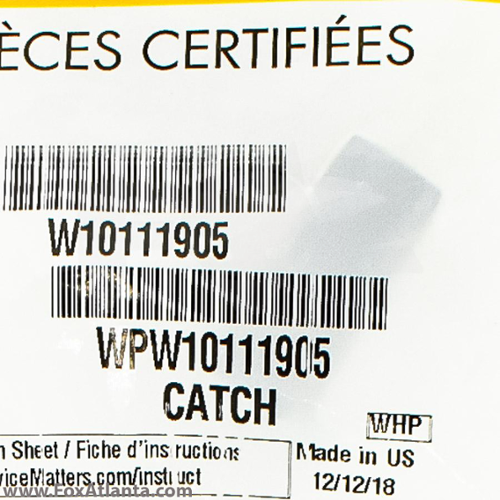 ÈCES CERTIFIÉES
W10111905
WPW10111905
CATCH
WHP
n Sheet / Fiche d'instructions
Made in US
viceMatters.com/instruct
12/12/18
www.FoxAtlanta.com